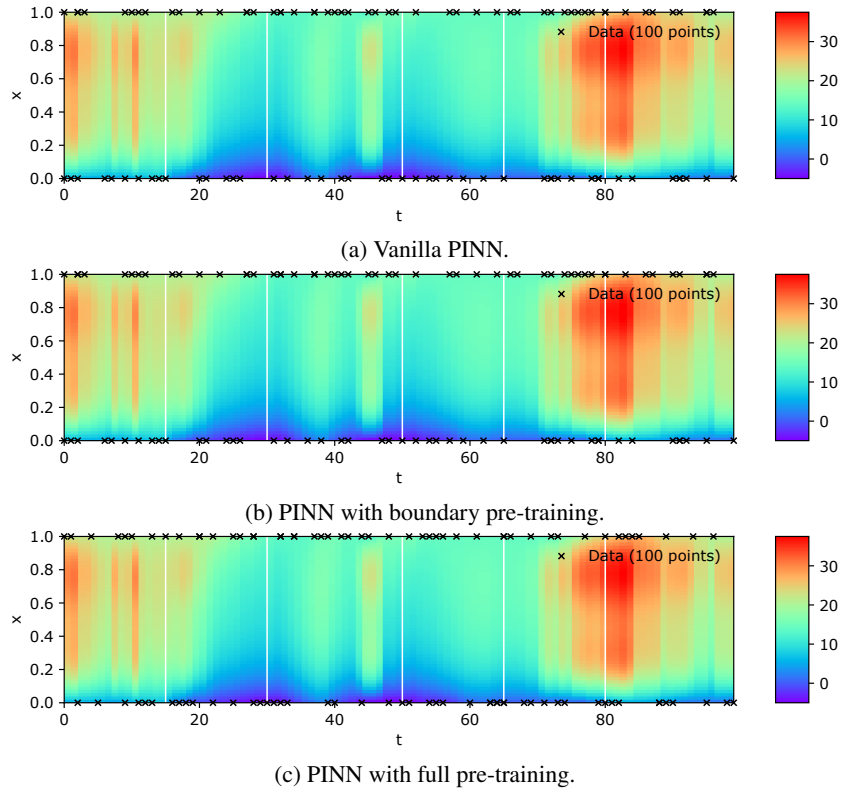 1.0
Data (100 points)
0.8
0.6
x
0.4
0.2
0.0
0 20 40 60 80
t
30
20
10
0
(a) Vanilla PINN.
1.0
Data (100 points)
0.8
0.6
x
0.4
0.2
0.0
0 20 40 60 80
t
30
20
10
0
(b) PINN with boundary pre-training.
1.0
Data (100 points)
0.8
0.6
x
0.4
0.2
0.0
0 20 40 60 80
t
30
20
10
0
(c) PINN with full pre-training.